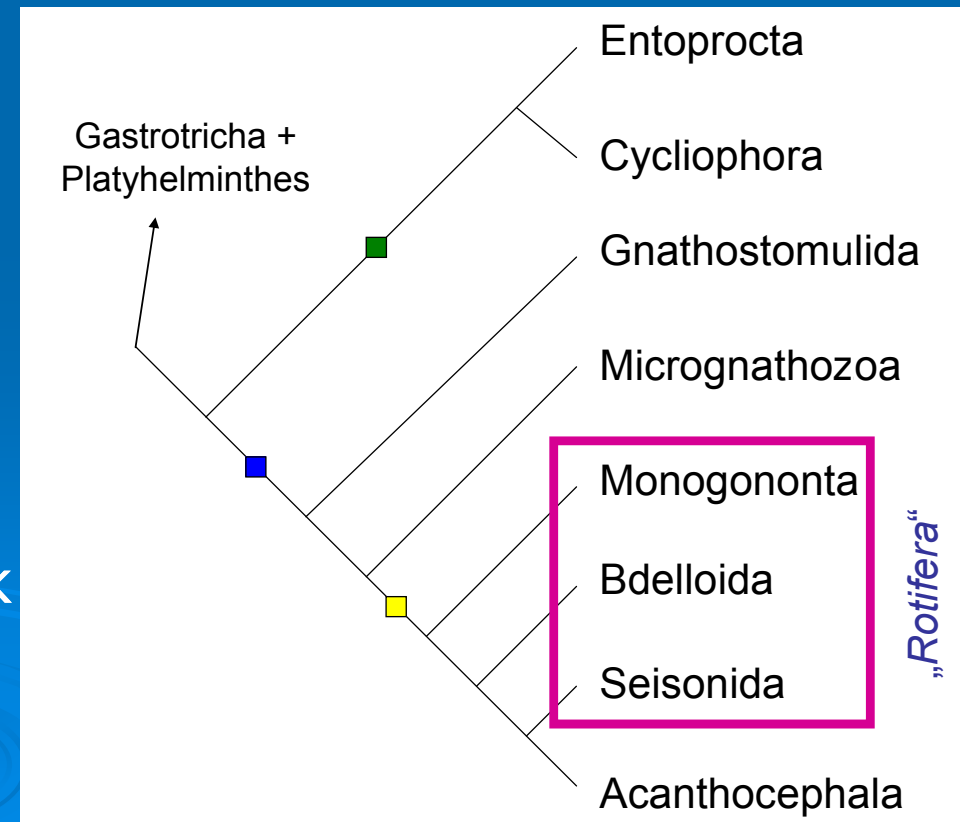 Entoprocta
Gastrotricha +
Platyhelminthes
Cycliophora
Gnathostomulida
Micrognathozoa
Monogononta
Bdelloida
Seisonida
„Rotifera“
Acanthocephala